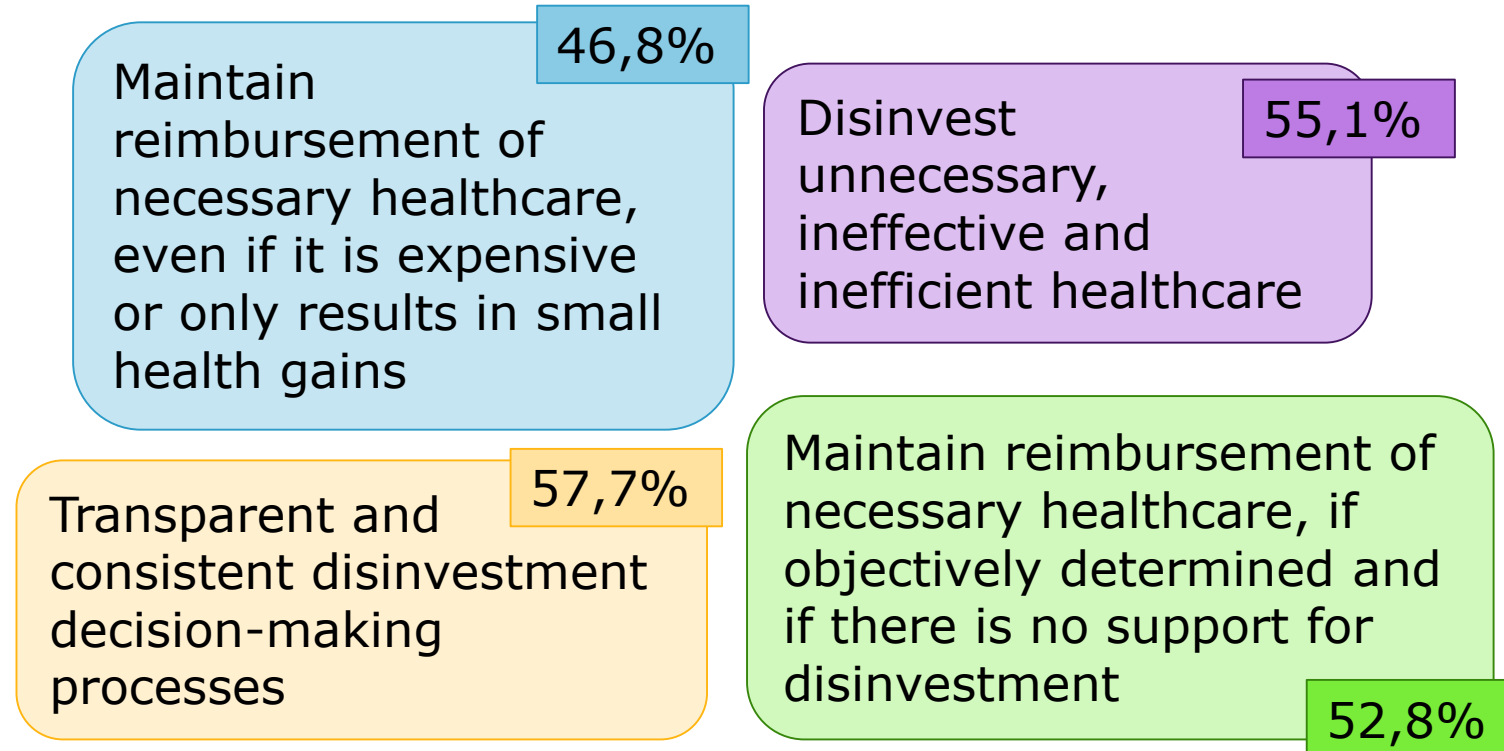 46,8%
Maintain
reimbursement of
necessary healthcare,
even if it is expensive
or only results in small
health gains
55,1%
Disinvest
unnecessary,
ineffective and
inefficient healthcare
57,7%
Transparent and
consistent disinvestment
decision-making
processes
Maintain reimbursement of
necessary healthcare, if
objectively determined and
if there is no support for
disinvestment
52,8%